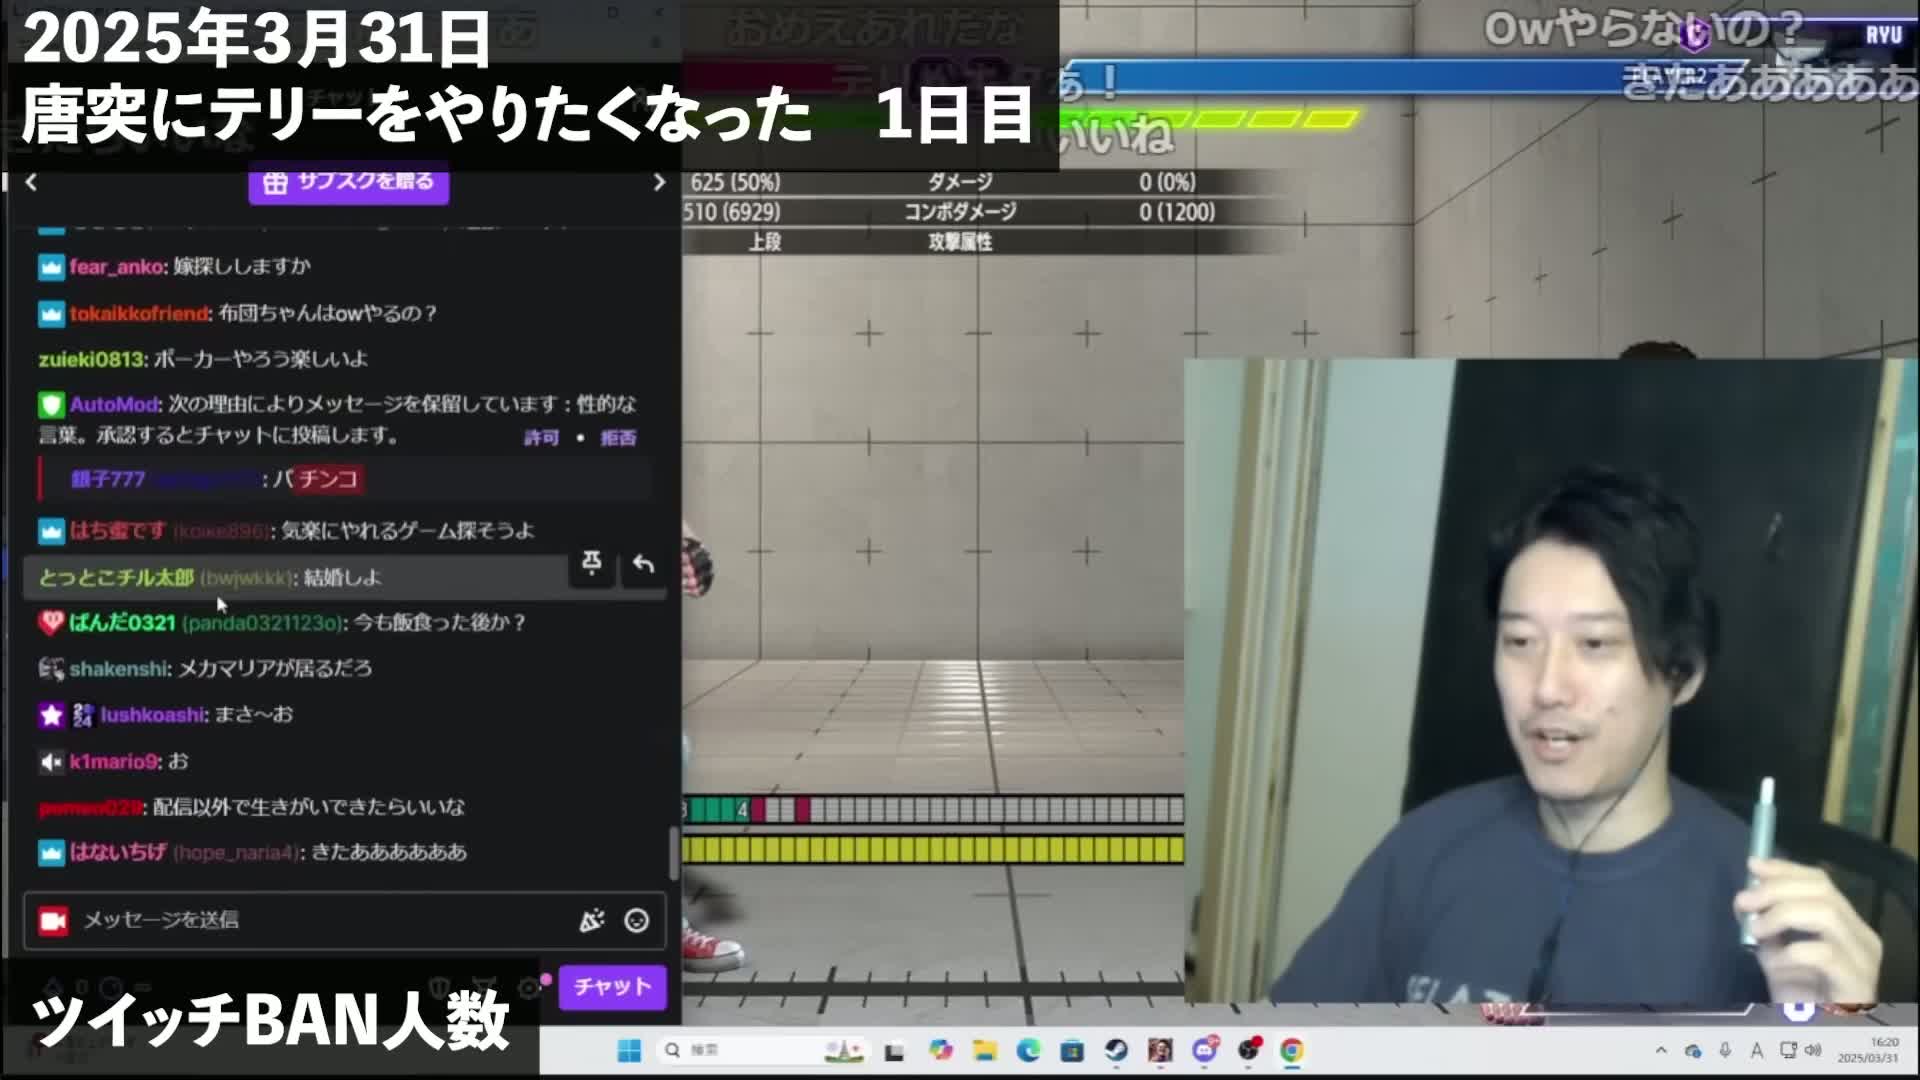 2025年3月31日
唐突にテリーをやりたくなった　1日目
おめえあれだな
Owやらないの？
RYU
PLAYER2
きたああああああ
いいね
サブスクを贈る
625 (50%) ダメージ 0 (0%)
510 (6929) コンボダメージ 0 (1200)
上段 攻撃属性
fear_anko: 嫁探ししますか
tokaikkofriend: 布団ちゃんはowやるの？
zuieki0813: ポーカーやろう楽しいよ
AutoMod: 次の理由によりメッセージを保留しています：性的な
言葉。承認するとチャットに投稿します。 許可 • 拒否
銀子777 : パチンコ
はち蜜です (koike896): 気楽にやれるゲーム探そうよ
とっとこチル太郎 (bwjwkkk): 結婚しよ
ぱんだ0321 (panda0321123o): 今も飯食った後か？
shakenshi: メカマリアが居るだろ
lushkoashi: まさ～お
k1mario9: お
: 配信以外で生きがいできたらいいな
はないちげ (hope_naria4): きたああああああ
4
メッセージを送信
チャット
ツイッチBAN人数
検索
A
16:20
2025/03/31